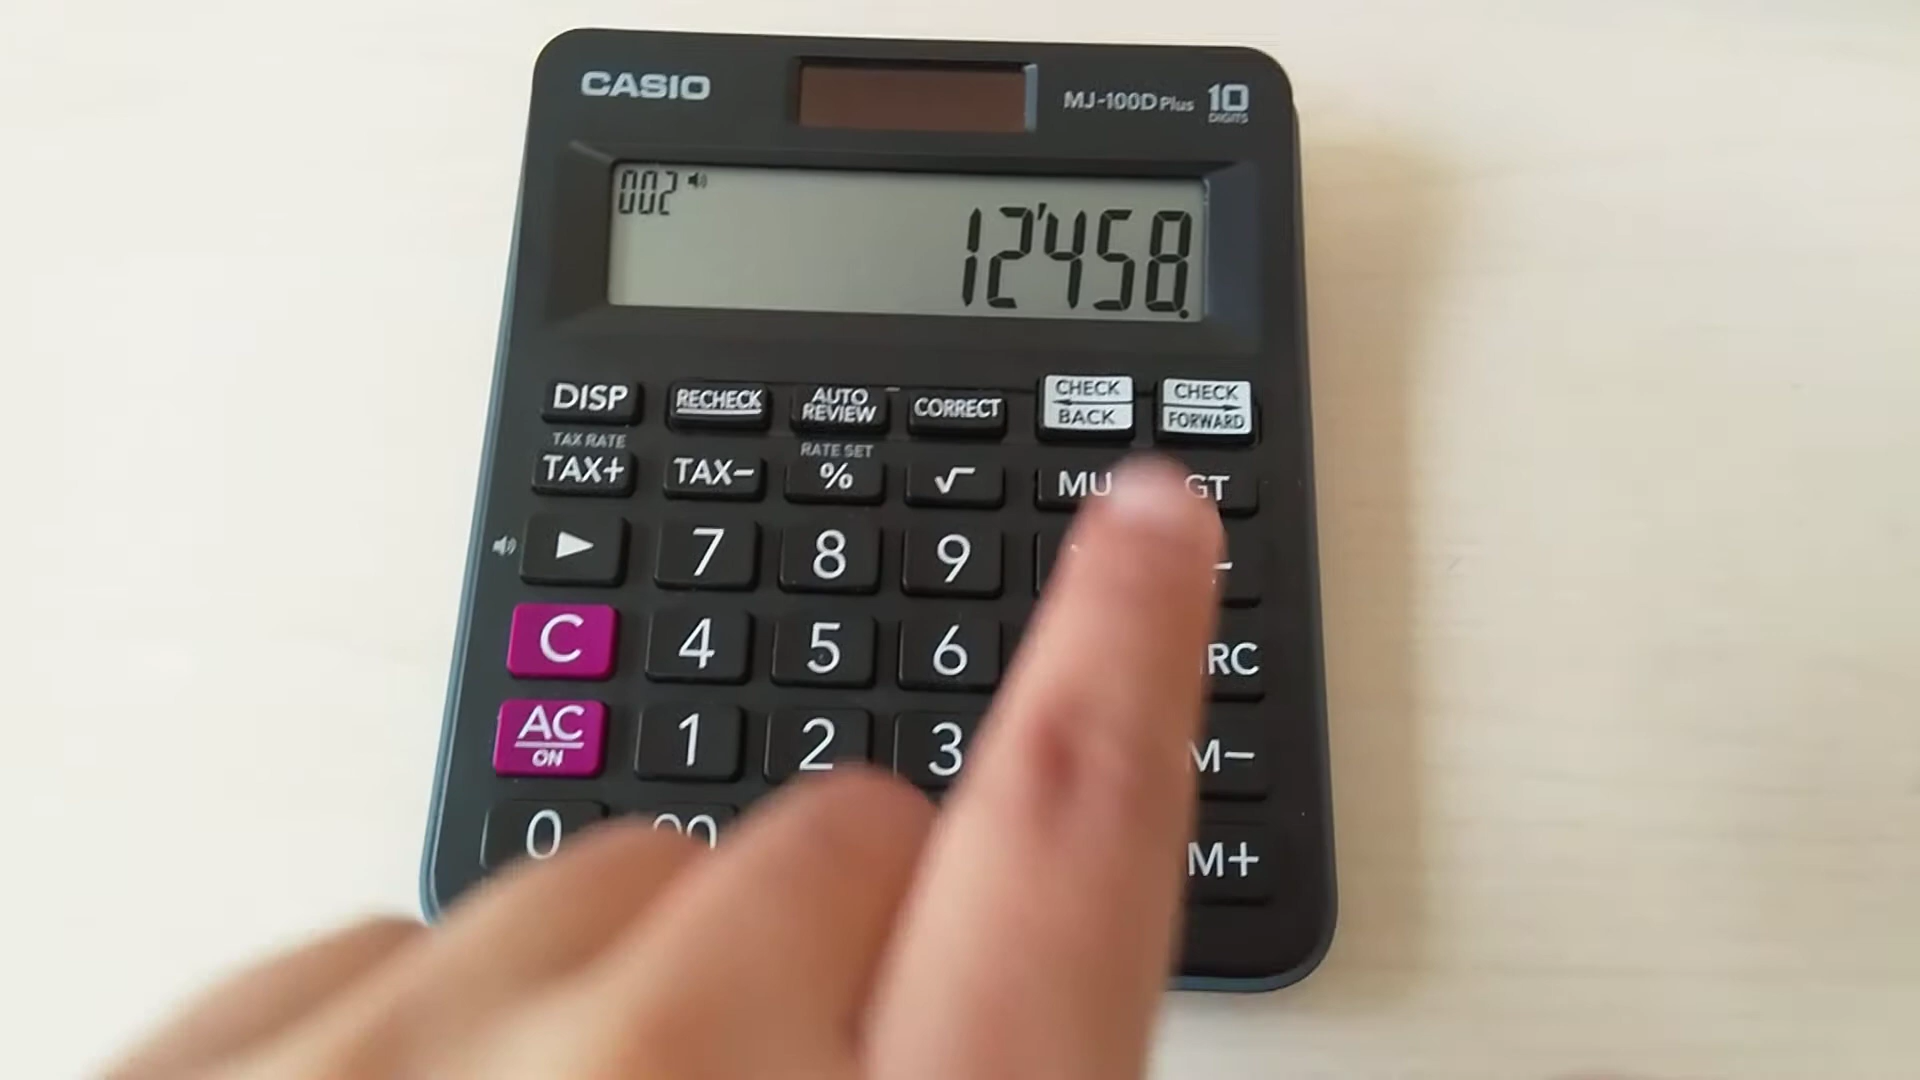 CASIO
MJ-100D Plus 10 DIGITS
002
12'458.
DISP RECHECK AUTO REVIEW CORRECT CHECK BACK CHECK FORWARD
TAX RATE RATE SET
TAX+ TAX− % √ MU GT
7 8 9
C 4 5 6 RC
AC ON 1 2 3 M−
0 00 M+